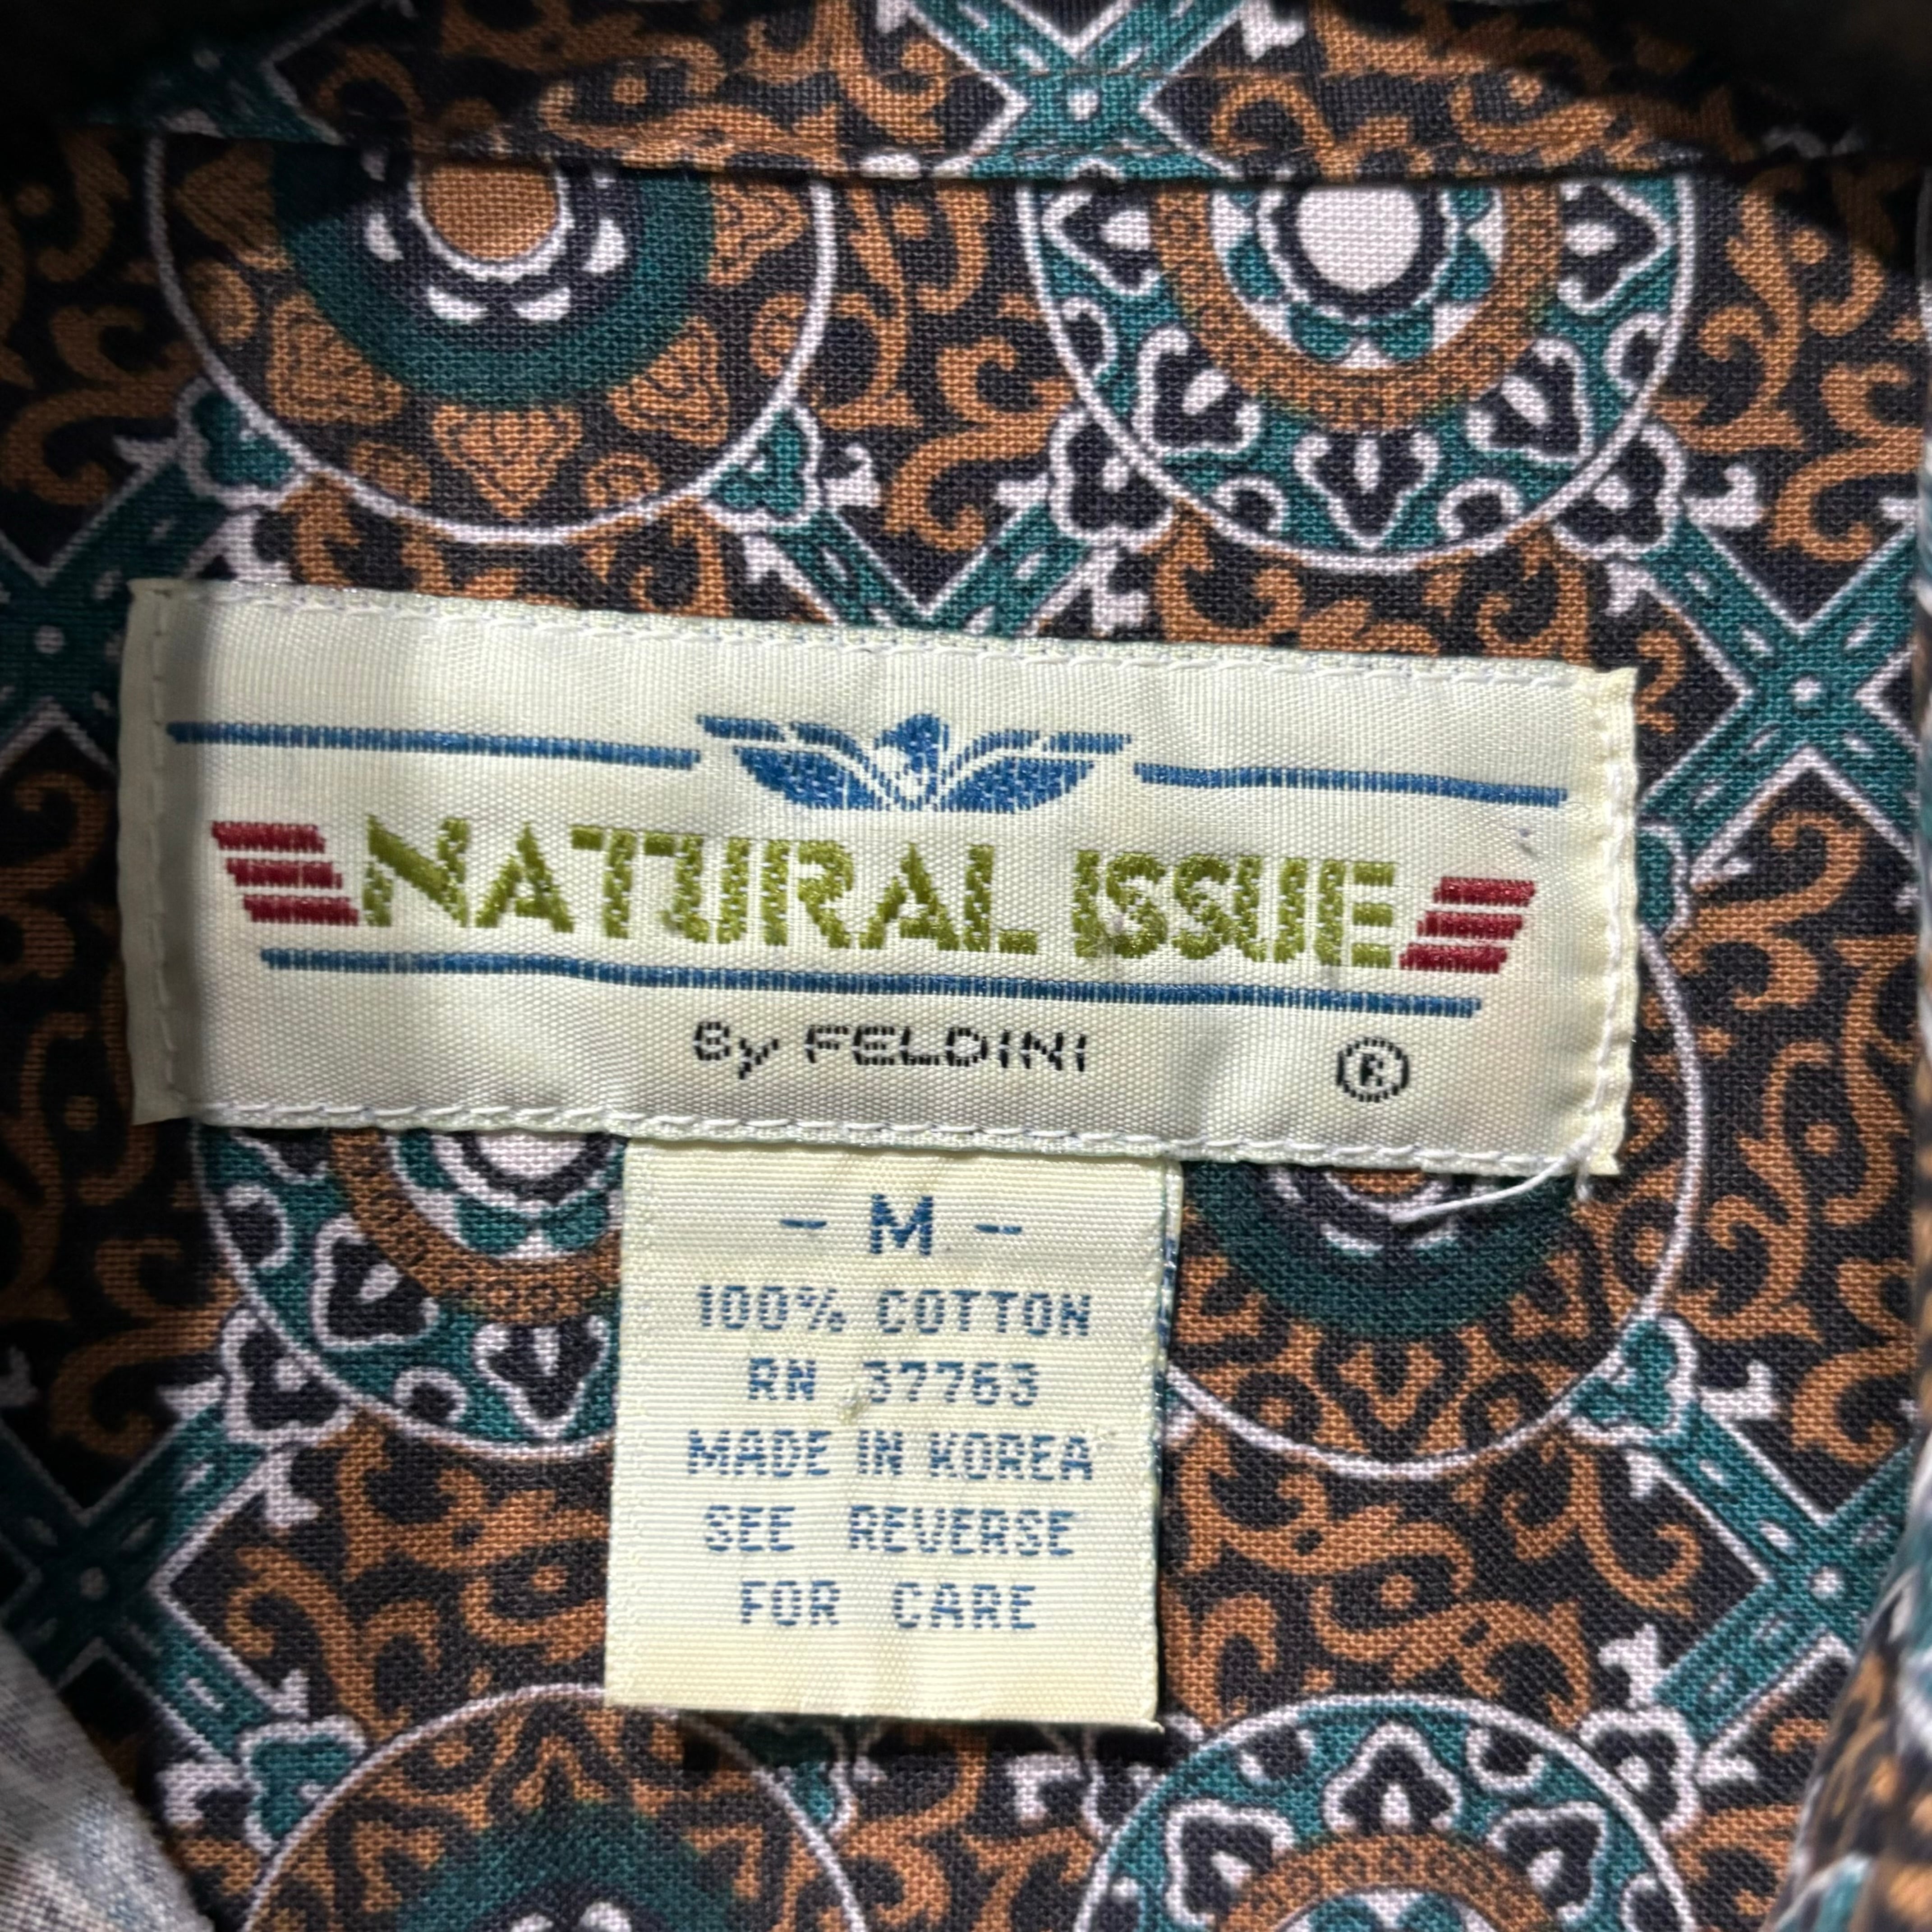 NATURAL ISSUE
By FELDINI ®
- M -
100% COTTON
RN 37763
MADE IN KOREA
SEE REVERSE
FOR CARE